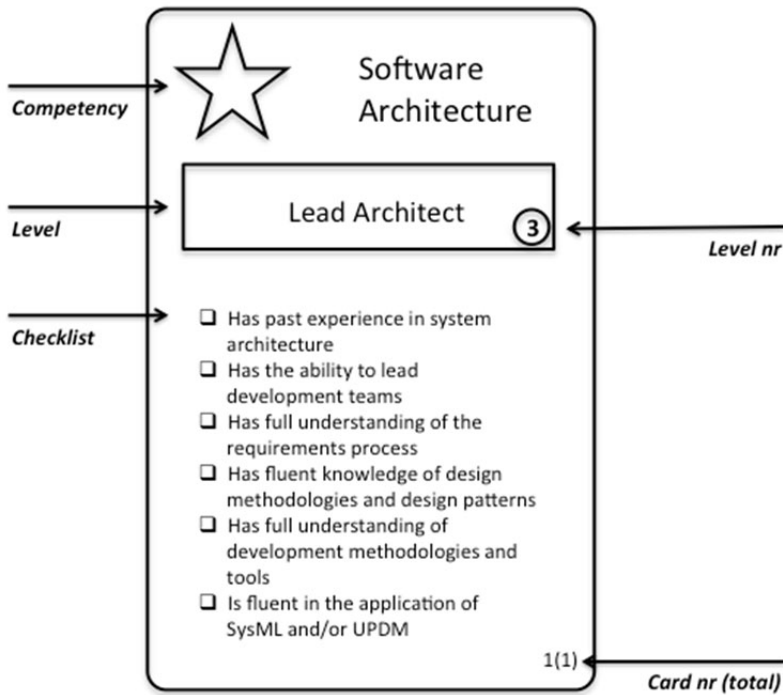 Software
Architecture
Competency
Lead Architect
3
Level
Level nr
Checklist
❑ Has past experience in system
architecture
❑ Has the ability to lead
development teams
❑ Has full understanding of the
requirements process
❑ Has fluent knowledge of design
methodologies and design patterns
❑ Has full understanding of
development methodologies and
tools
❑ Is fluent in the application of
SysML and/or UPDM
1(1)
Card nr (total)